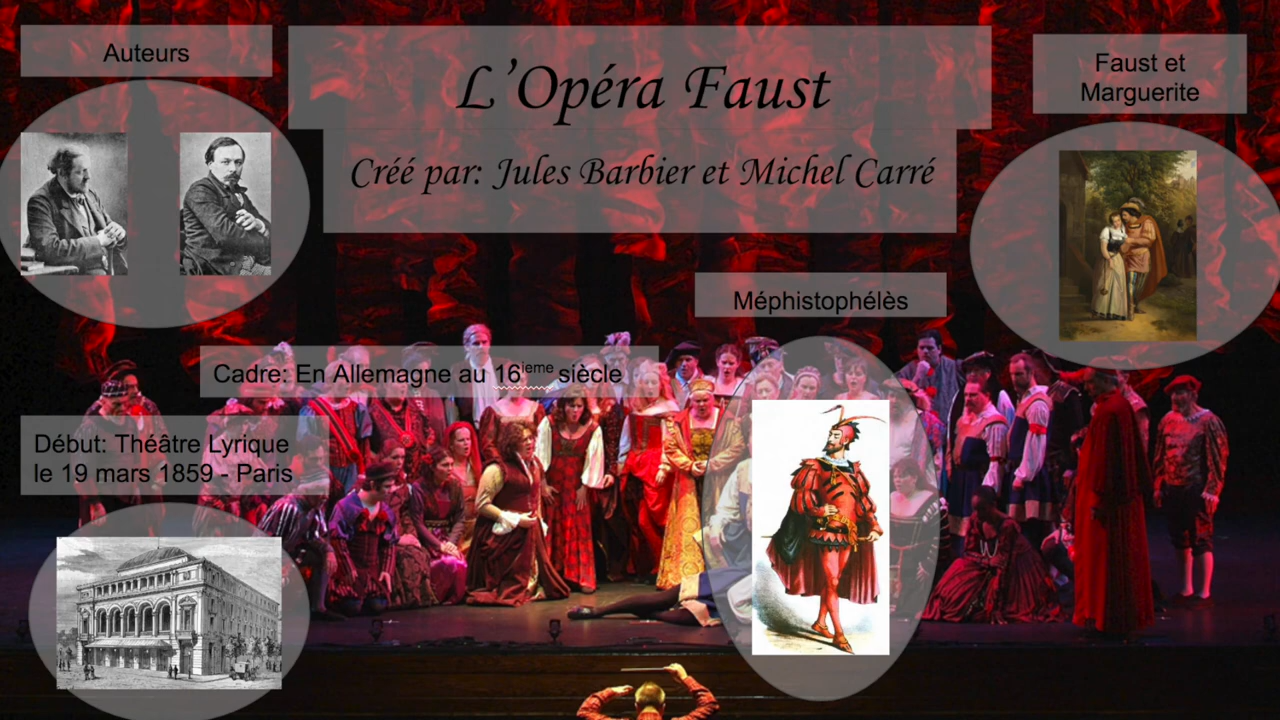 Auteurs
L'Opéra Faust
Créé par: Jules Barbier et Michel Carré
Faust et
Marguerite
Méphistophélès
Cadre: En Allemagne au 16ieme siècle
Début: Théâtre Lyrique
le 19 mars 1859 - Paris